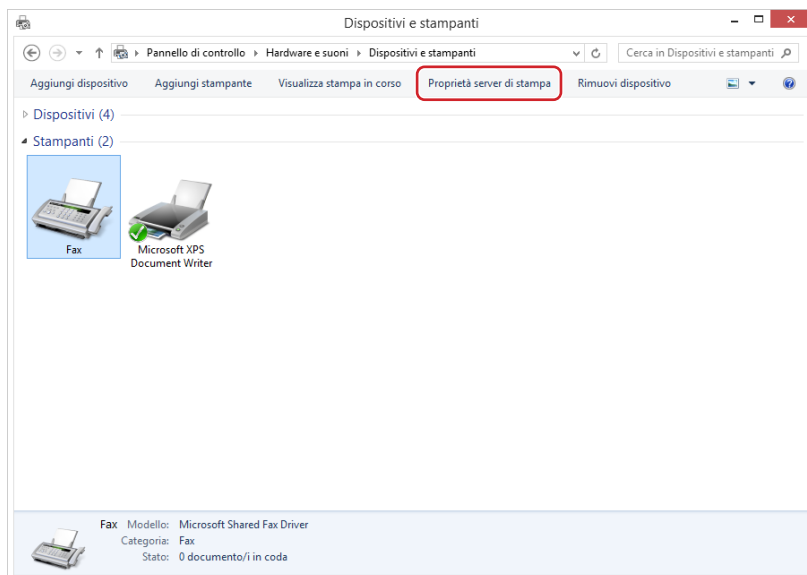 Dispositivi e stampanti
Pannello di controllo Hardware e suoni Dispositivi e stampanti Cerca in Dispositivi e stampanti
Aggiungi dispositivo Aggiungi stampante Visualizza stampa in corso Proprietà server di stampa Rimuovi dispositivo
Dispositivi (4)
Stampanti (2)
Fax
Microsoft XPS
Document Writer
Fax Modello: Microsoft Shared Fax Driver
Categoria: Fax
Stato: 0 documento/i in coda